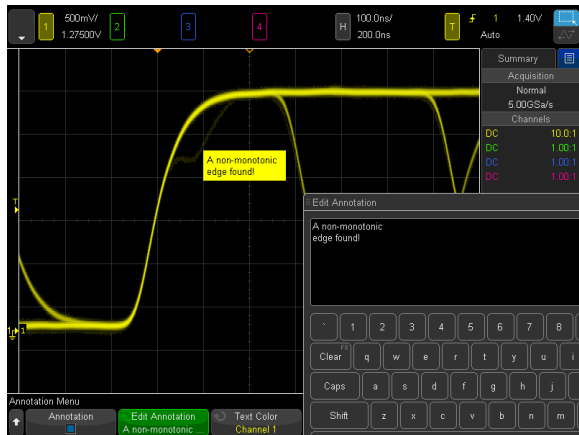 1
500mV/
1.27500V
2
3
4
H
100.0ns/
200.0ns
T
1
1.40V
Auto
Summary
Acquisition
Normal
5.00GSa/s
Channels
DC 10.0:1
DC 1.00:1
DC 1.00:1
DC 1.00:1
A non-monotonic
edge found!
T
Edit Annotation
A non-monotonic
edge found!
` 1 2 3 4 5 6 7 8
F8
Clear q w e r t y u i
Caps a s d f g h j
Shift z x c v b n m
1
1
Annotation Menu
Annotation
Edit Annotation
A non-monotonic ...
Text Color
Channel 1